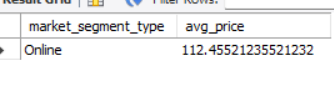 Result Grid Filter Rows:
market_segment_type avg_price
Online 112.45521235521232